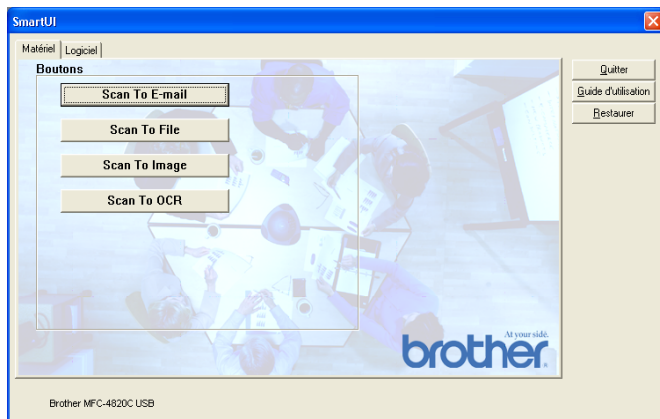 SmartUI
Matériel
Logiciel
Boutons
Scan To E-mail
Scan To File
Scan To Image
Scan To OCR
Quitter
Guide d'utilisation
Restaurer
At your side.
brother
Brother MFC-4820C USB